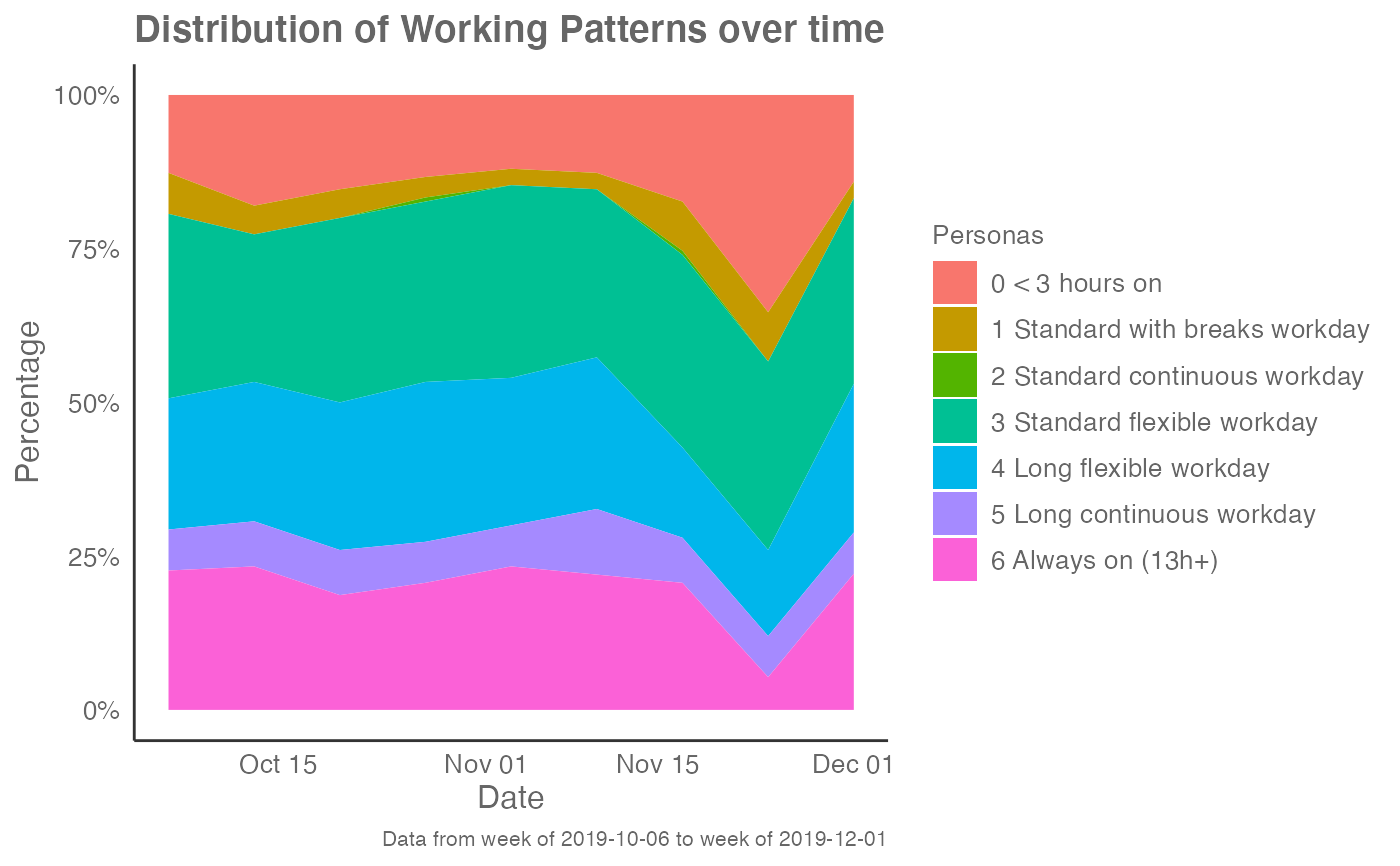 Distribution of Working Patterns over time
100%
75%
50%
25%
0%
Percentage
Oct 15
Nov 01
Nov 15
Dec 01
Date
Personas
0 < 3 hours on
1 Standard with breaks workday
2 Standard continuous workday
3 Standard flexible workday
4 Long flexible workday
5 Long continuous workday
6 Always on (13h+)
Data from week of 2019-10-06 to week of 2019-12-01